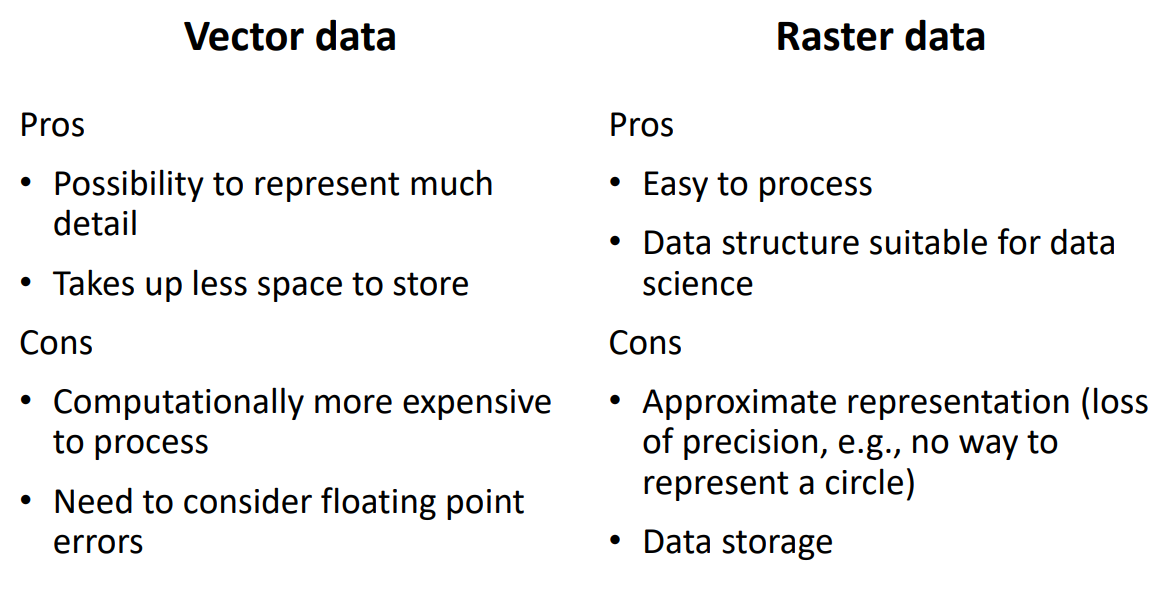 Vector data
Pros
• Possibility to represent much
detail
• Takes up less space to store
Cons
• Computationally more expensive
to process
• Need to consider floating point
errors
Raster data
Pros
• Easy to process
• Data structure suitable for data
science
Cons
• Approximate representation (loss
of precision, e.g., no way to
represent a circle)
• Data storage